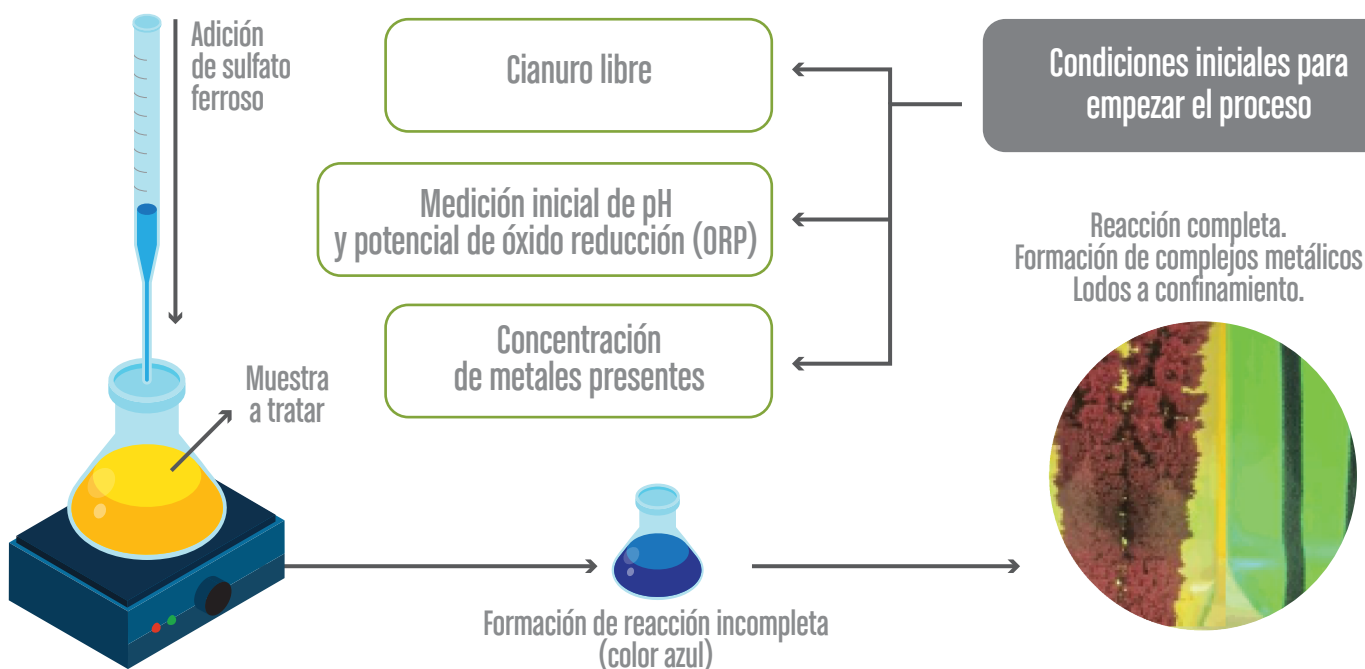 Adición
de sulfato
ferroso
Cianuro libre
Condiciones iniciales para
empezar el proceso
Medición inicial de pH
y potencial de óxido reducción (ORP)
Reacción completa.
Formación de complejos metálicos
Lodos a confinamiento.
Concentración
de metales presentes
Muestra
a tratar
Formación de reacción incompleta
(color azul)